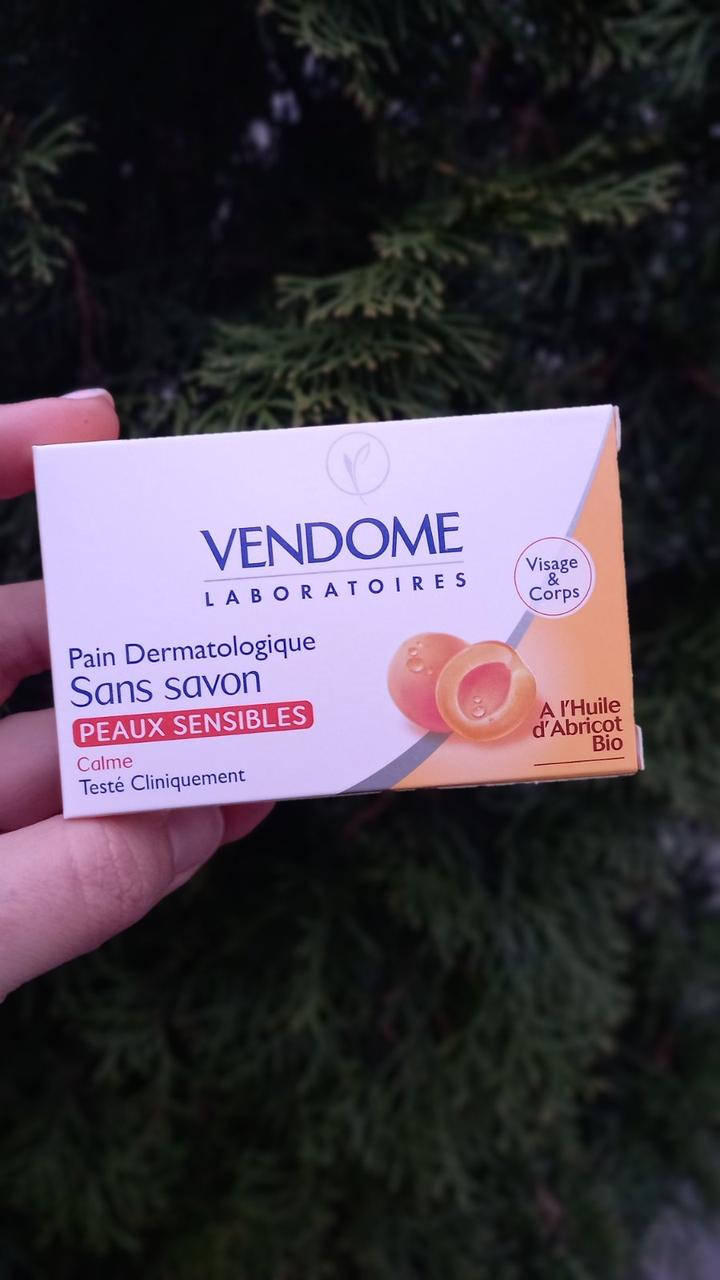 VENDOME
LABORATOIRES
Visage
&
Corps
Pain Dermatologique
Sans savon
PEAUX SENSIBLES
Calme
Testé Cliniquement
A l'Huile
d'Abricot
Bio